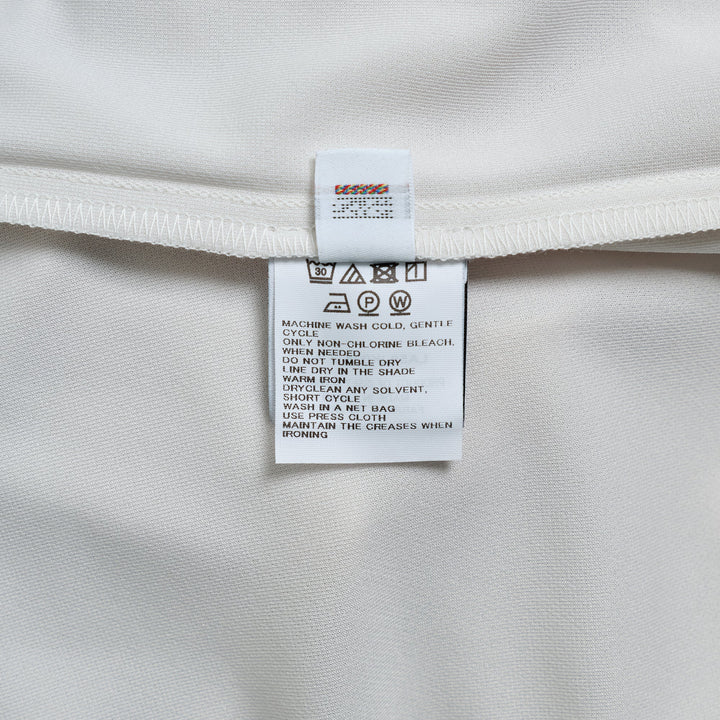 30
P W
MACHINE WASH COLD, GENTLE
CYCLE
ONLY NON-CHLORINE BLEACH,
WHEN NEEDED
DO NOT TUMBLE DRY
LINE DRY IN THE SHADE
WARM IRON
DRYCLEAN ANY SOLVENT,
SHORT CYCLE
WASH IN A NET BAG
USE PRESS CLOTH
MAINTAIN THE CREASES WHEN
IRONING